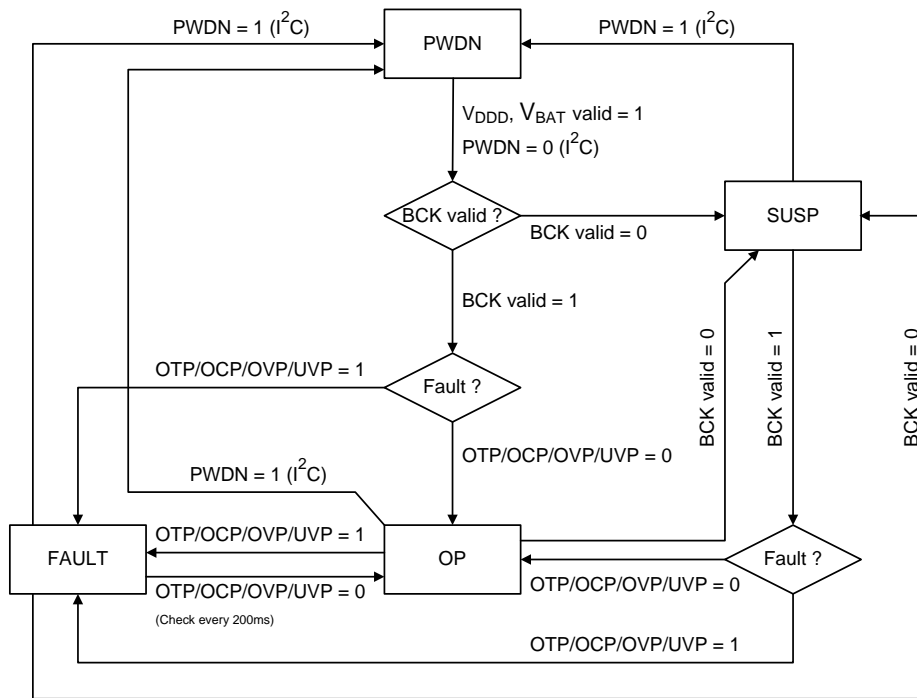 PWDN = 1 (I²C)
PWDN
PWDN = 1 (I²C)
V_DDD, V_BAT valid = 1
PWDN = 0 (I²C)
BCK valid ?
BCK valid = 0
SUSP
BCK valid = 1
BCK valid = 0
BCK valid = 1
BCK valid = 0
OTP/OCP/OVP/UVP = 1
Fault ?
OTP/OCP/OVP/UVP = 0
PWDN = 1 (I²C)
FAULT
OTP/OCP/OVP/UVP = 1
OP
Fault ?
OTP/OCP/OVP/UVP = 0
OTP/OCP/OVP/UVP = 0
(Check every 200ms)
OTP/OCP/OVP/UVP = 1